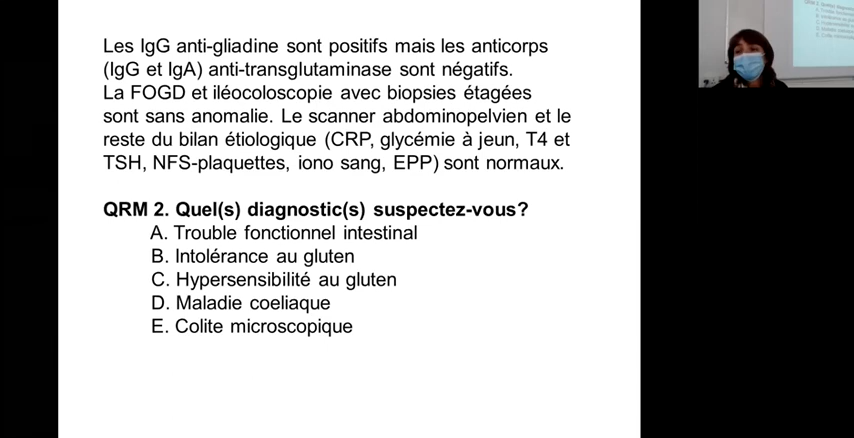 Les IgG anti-gliadine sont positifs mais les anticorps
(IgG et IgA) anti-transglutaminase sont négatifs.
La FOGD et iléocoloscopie avec biopsies étagées
sont sans anomalie. Le scanner abdominopelvien et le
reste du bilan étiologique (CRP, glycémie à jeun, T4 et
TSH, NFS-plaquettes, iono sang, EPP) sont normaux.
QRM 2. Quel(s) diagnostic(s) suspectez-vous?
A. Trouble fonctionnel intestinal
B. Intolérance au gluten
C. Hypersensibilité au gluten
D. Maladie coeliaque
E. Colite microscopique